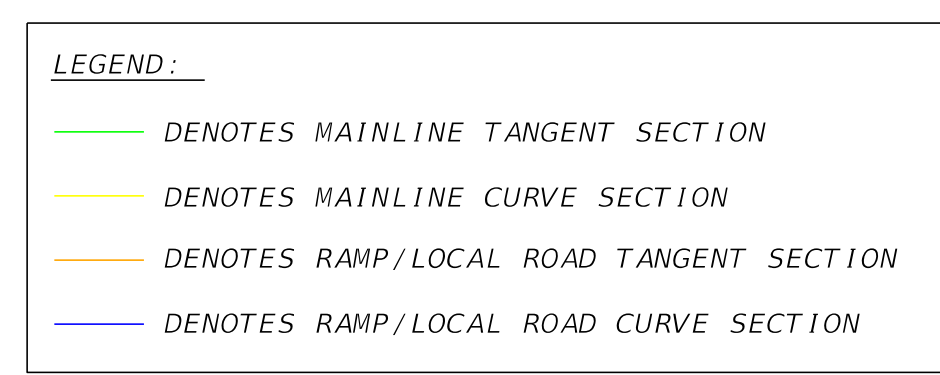 LEGEND:
DENOTES MAINLINE TANGENT SECTION
DENOTES MAINLINE CURVE SECTION
DENOTES RAMP/LOCAL ROAD TANGENT SECTION
DENOTES RAMP/LOCAL ROAD CURVE SECTION